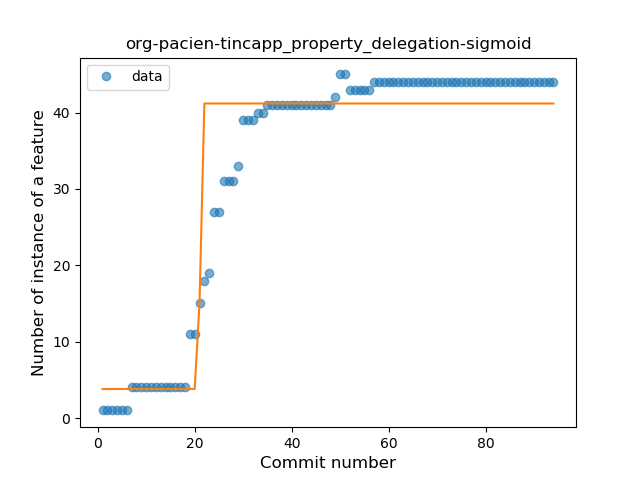 org-pacien-tincapp_property_delegation-sigmoid
data
Number of instance of a feature
40
30
20
10
0
0 20 40 60 80
Commit number